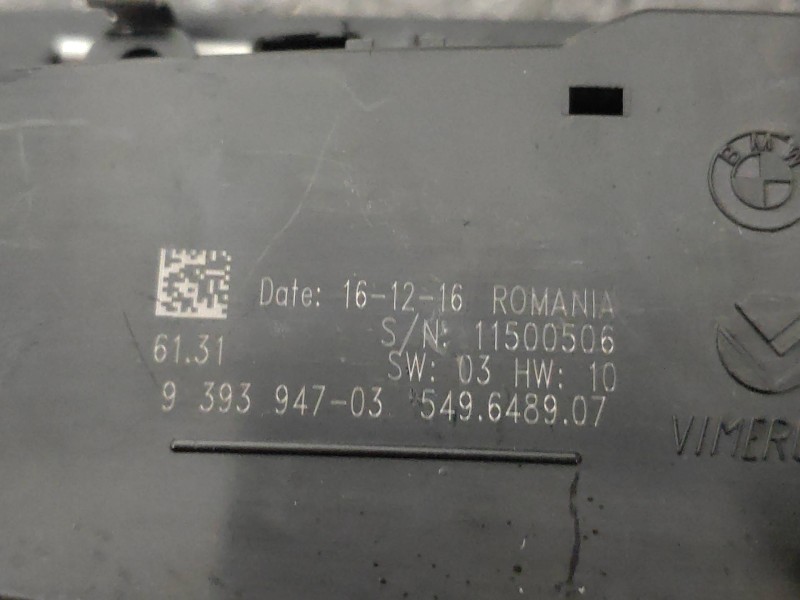 BMW
Date: 16-12-16 ROMANIA
S/N: 11500506
61.31
SW: 03 HW: 10
9 393 947-03 549.6489.07